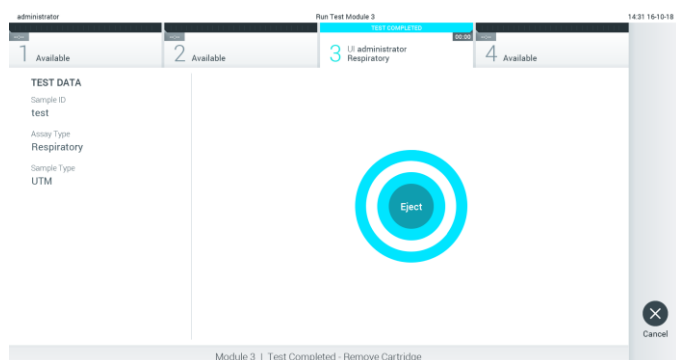 administrator
Run Test Module 3
14:31 16-10-18
TEST COMPLETED
--:--
--:--
00:00
--:--
1 Available
2 Available
3 UI administrator
Respiratory
4 Available
TEST DATA
Sample ID
test
Assay Type
Respiratory
Sample Type
UTM
Eject
Cancel
Module 3 | Test Completed - Remove Cartridge